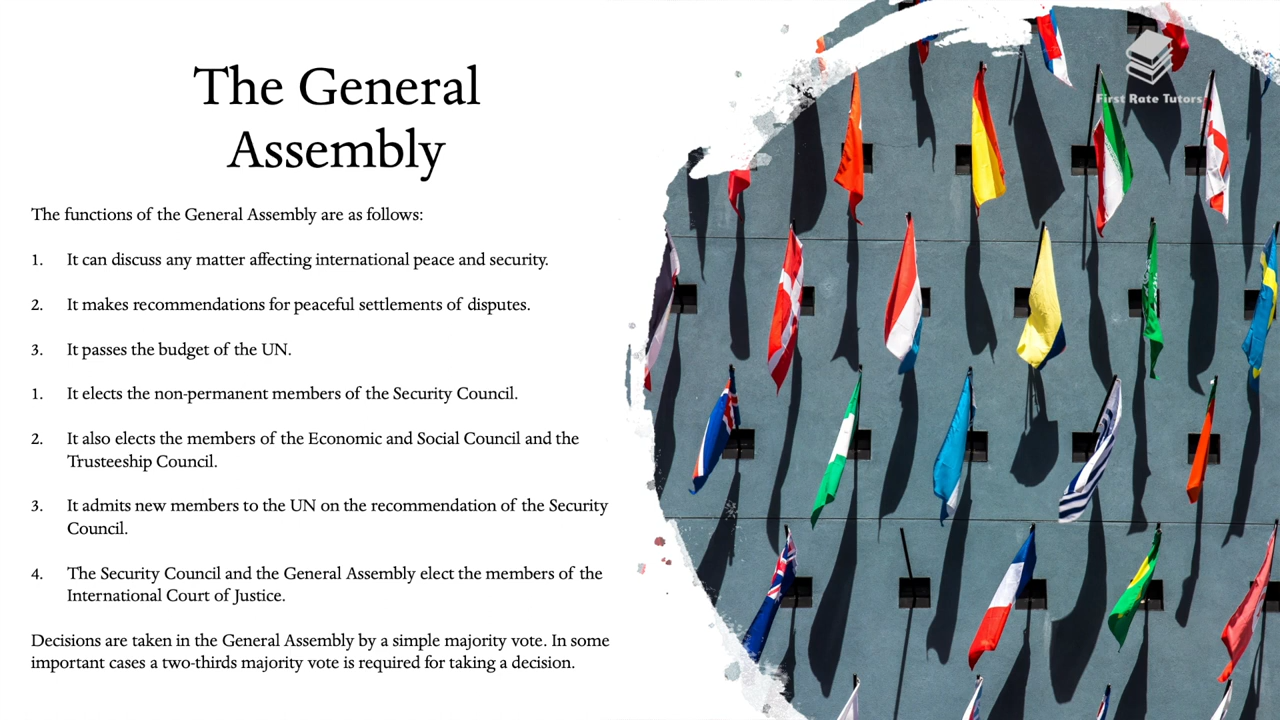 The General
Assembly
The functions of the General Assembly are as follows:
1. It can discuss any matter affecting international peace and security.
2. It makes recommendations for peaceful settlements of disputes.
3. It passes the budget of the UN.
1. It elects the non-permanent members of the Security Council.
2. It also elects the members of the Economic and Social Council and the
Trusteeship Council.
3. It admits new members to the UN on the recommendation of the Security
Council.
4. The Security Council and the General Assembly elect the members of the
International Court of Justice.
Decisions are taken in the General Assembly by a simple majority vote. In some
important cases a two-thirds majority vote is required for taking a decision.
First Rate Tutors